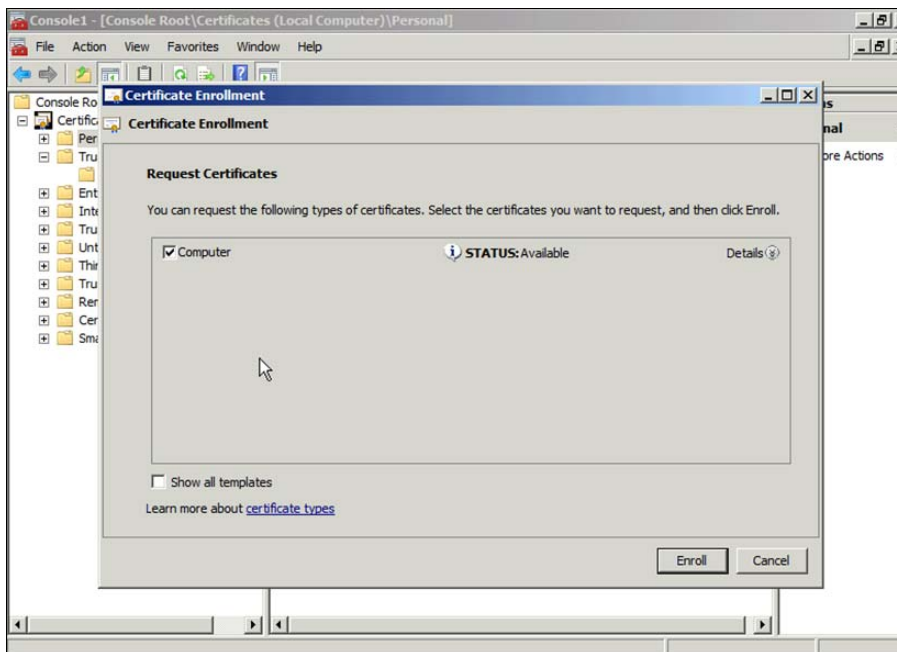 Console1 - [Console Root\Certificates (Local Computer)\Personal]
File Action View Favorites Window Help
Console Ro
Certific
Per
Tru
Ent
Inte
Tru
Unt
Thir
Tru
Rer
Cer
Sma
Certificate Enrollment
Certificate Enrollment
Request Certificates
You can request the following types of certificates. Select the certificates you want to request, and then click Enroll.
Computer STATUS: Available Details
Show all templates
Learn more about certificate types
Enroll Cancel
ns
nal
ore Actions